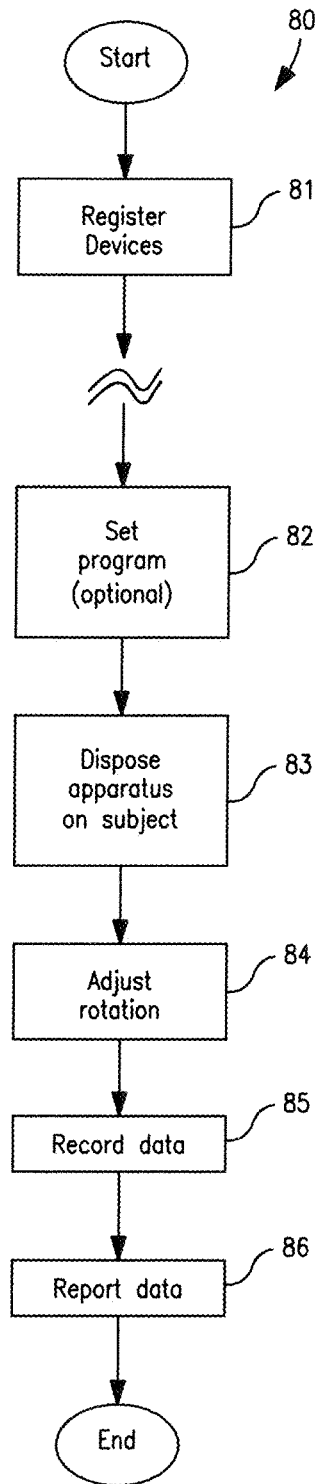 80
Start
81
Register
Devices
82
Set
program
(optional)
83
Dispose
apparatus
on subject
84
Adjust
rotation
85
Record data
86
Report data
End